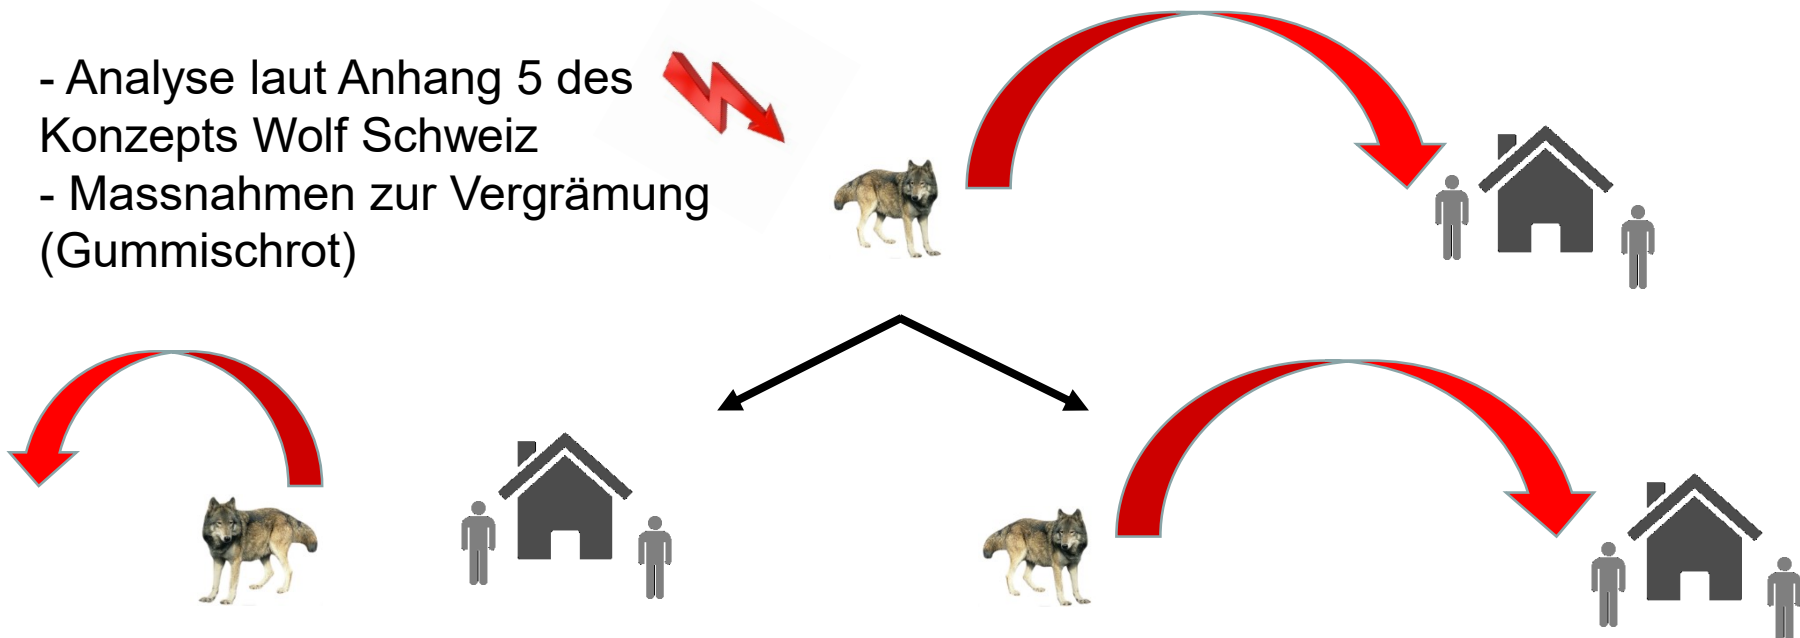 - Analyse laut Anhang 5 des
Konzepts Wolf Schweiz
- Massnahmen zur Vergrämung
(Gummischrot)